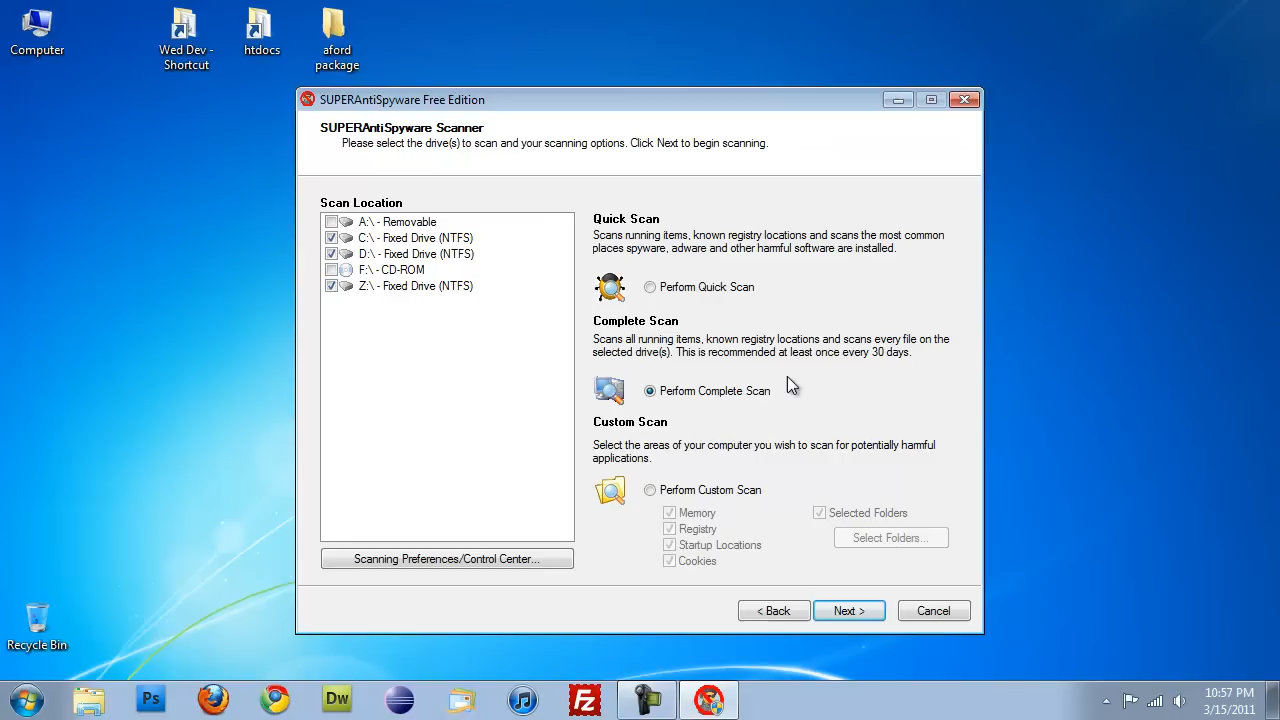 Computer
Wed Dev -
Shortcut
htdocs
aford
package
SUPERAntiSpyware Free Edition
SUPERAntiSpyware Scanner
Please select the drive(s) to scan and your scanning options. Click Next to begin scanning.
Scan Location
A:\ - Removable
C:\ - Fixed Drive (NTFS)
D:\ - Fixed Drive (NTFS)
F:\ - CD-ROM
Z:\ - Fixed Drive (NTFS)
Scanning Preferences/Control Center...
Quick Scan
Scans running items, known registry locations and scans the most common
places spyware, adware and other harmful software are installed.
Perform Quick Scan
Complete Scan
Scans all running items, known registry locations and scans every file on the
selected drive(s). This is recommended at least once every 30 days.
Perform Complete Scan
Custom Scan
Select the areas of your computer you wish to scan for potentially harmful
applications.
Perform Custom Scan
Memory
Registry
Startup Locations
Cookies
Selected Folders
Select Folders...
< Back
Next >
Cancel
Recycle Bin
Ps
Dw
Fz
10:57 PM
3/15/2011